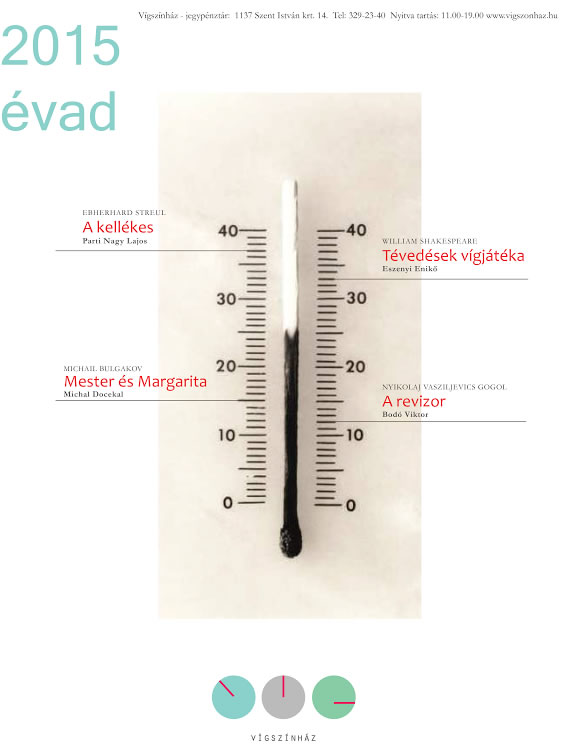 Vígszínház - jegypénztár: 1137 Szent István krt. 14. Tel: 329-23-40 Nyitva tartás: 11.00-19.00 www.vigszonhaz.hu
2015
évad
EBHERHARD STREUL
A kellékes
Parti Nagy Lajos
WILLIAM SHAKESPEARE
Tévedések vígjátéka
Eszenyi Enikő
MICHAIL BULGAKOV
Mester és Margarita
Michal Docekal
NYIKOLAJ VASZILJEVICS GOGOL
A revizor
Bodó Viktor
40 40
30 30
20 20
10 10
0 0
VÍGSZÍNHÁZ